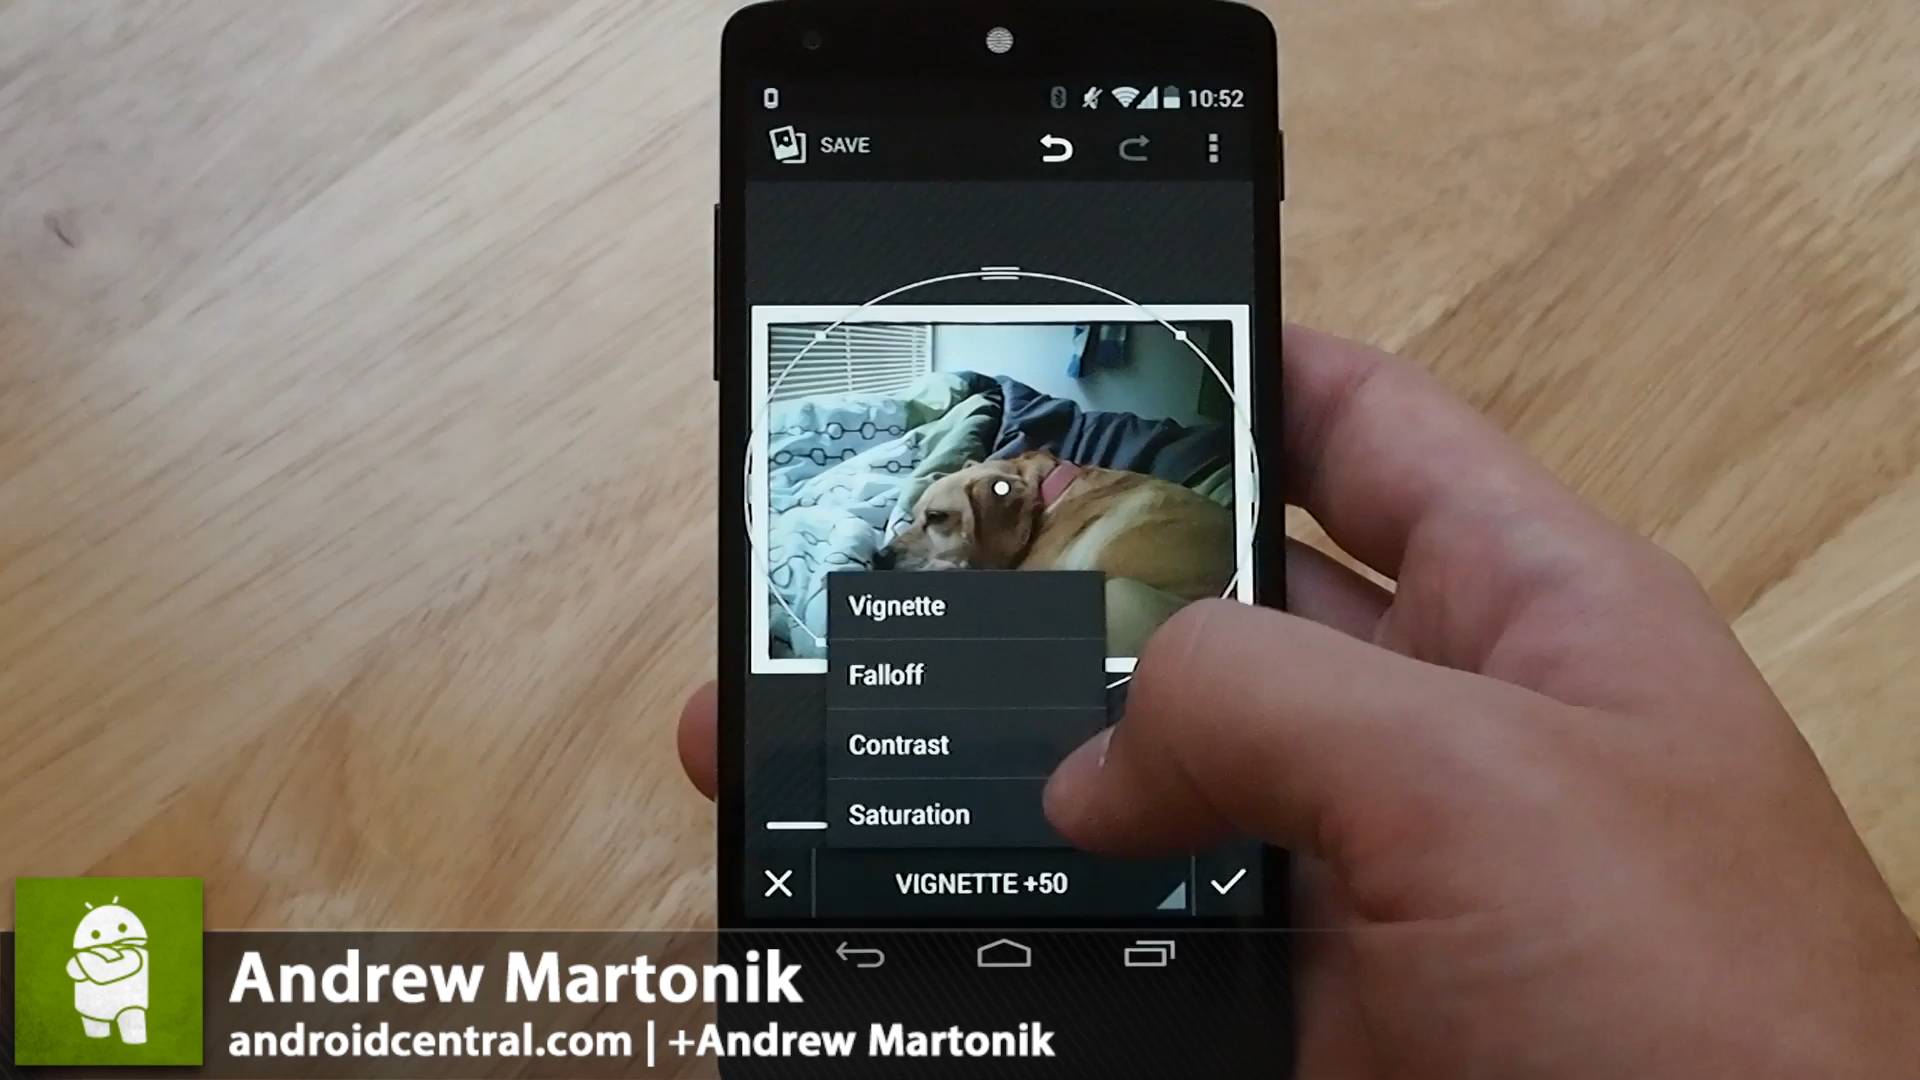 10:52
SAVE
Vignette
Falloff
Contrast
Saturation
VIGNETTE +50
Andrew Martonik
androidcentral.com | +Andrew Martonik